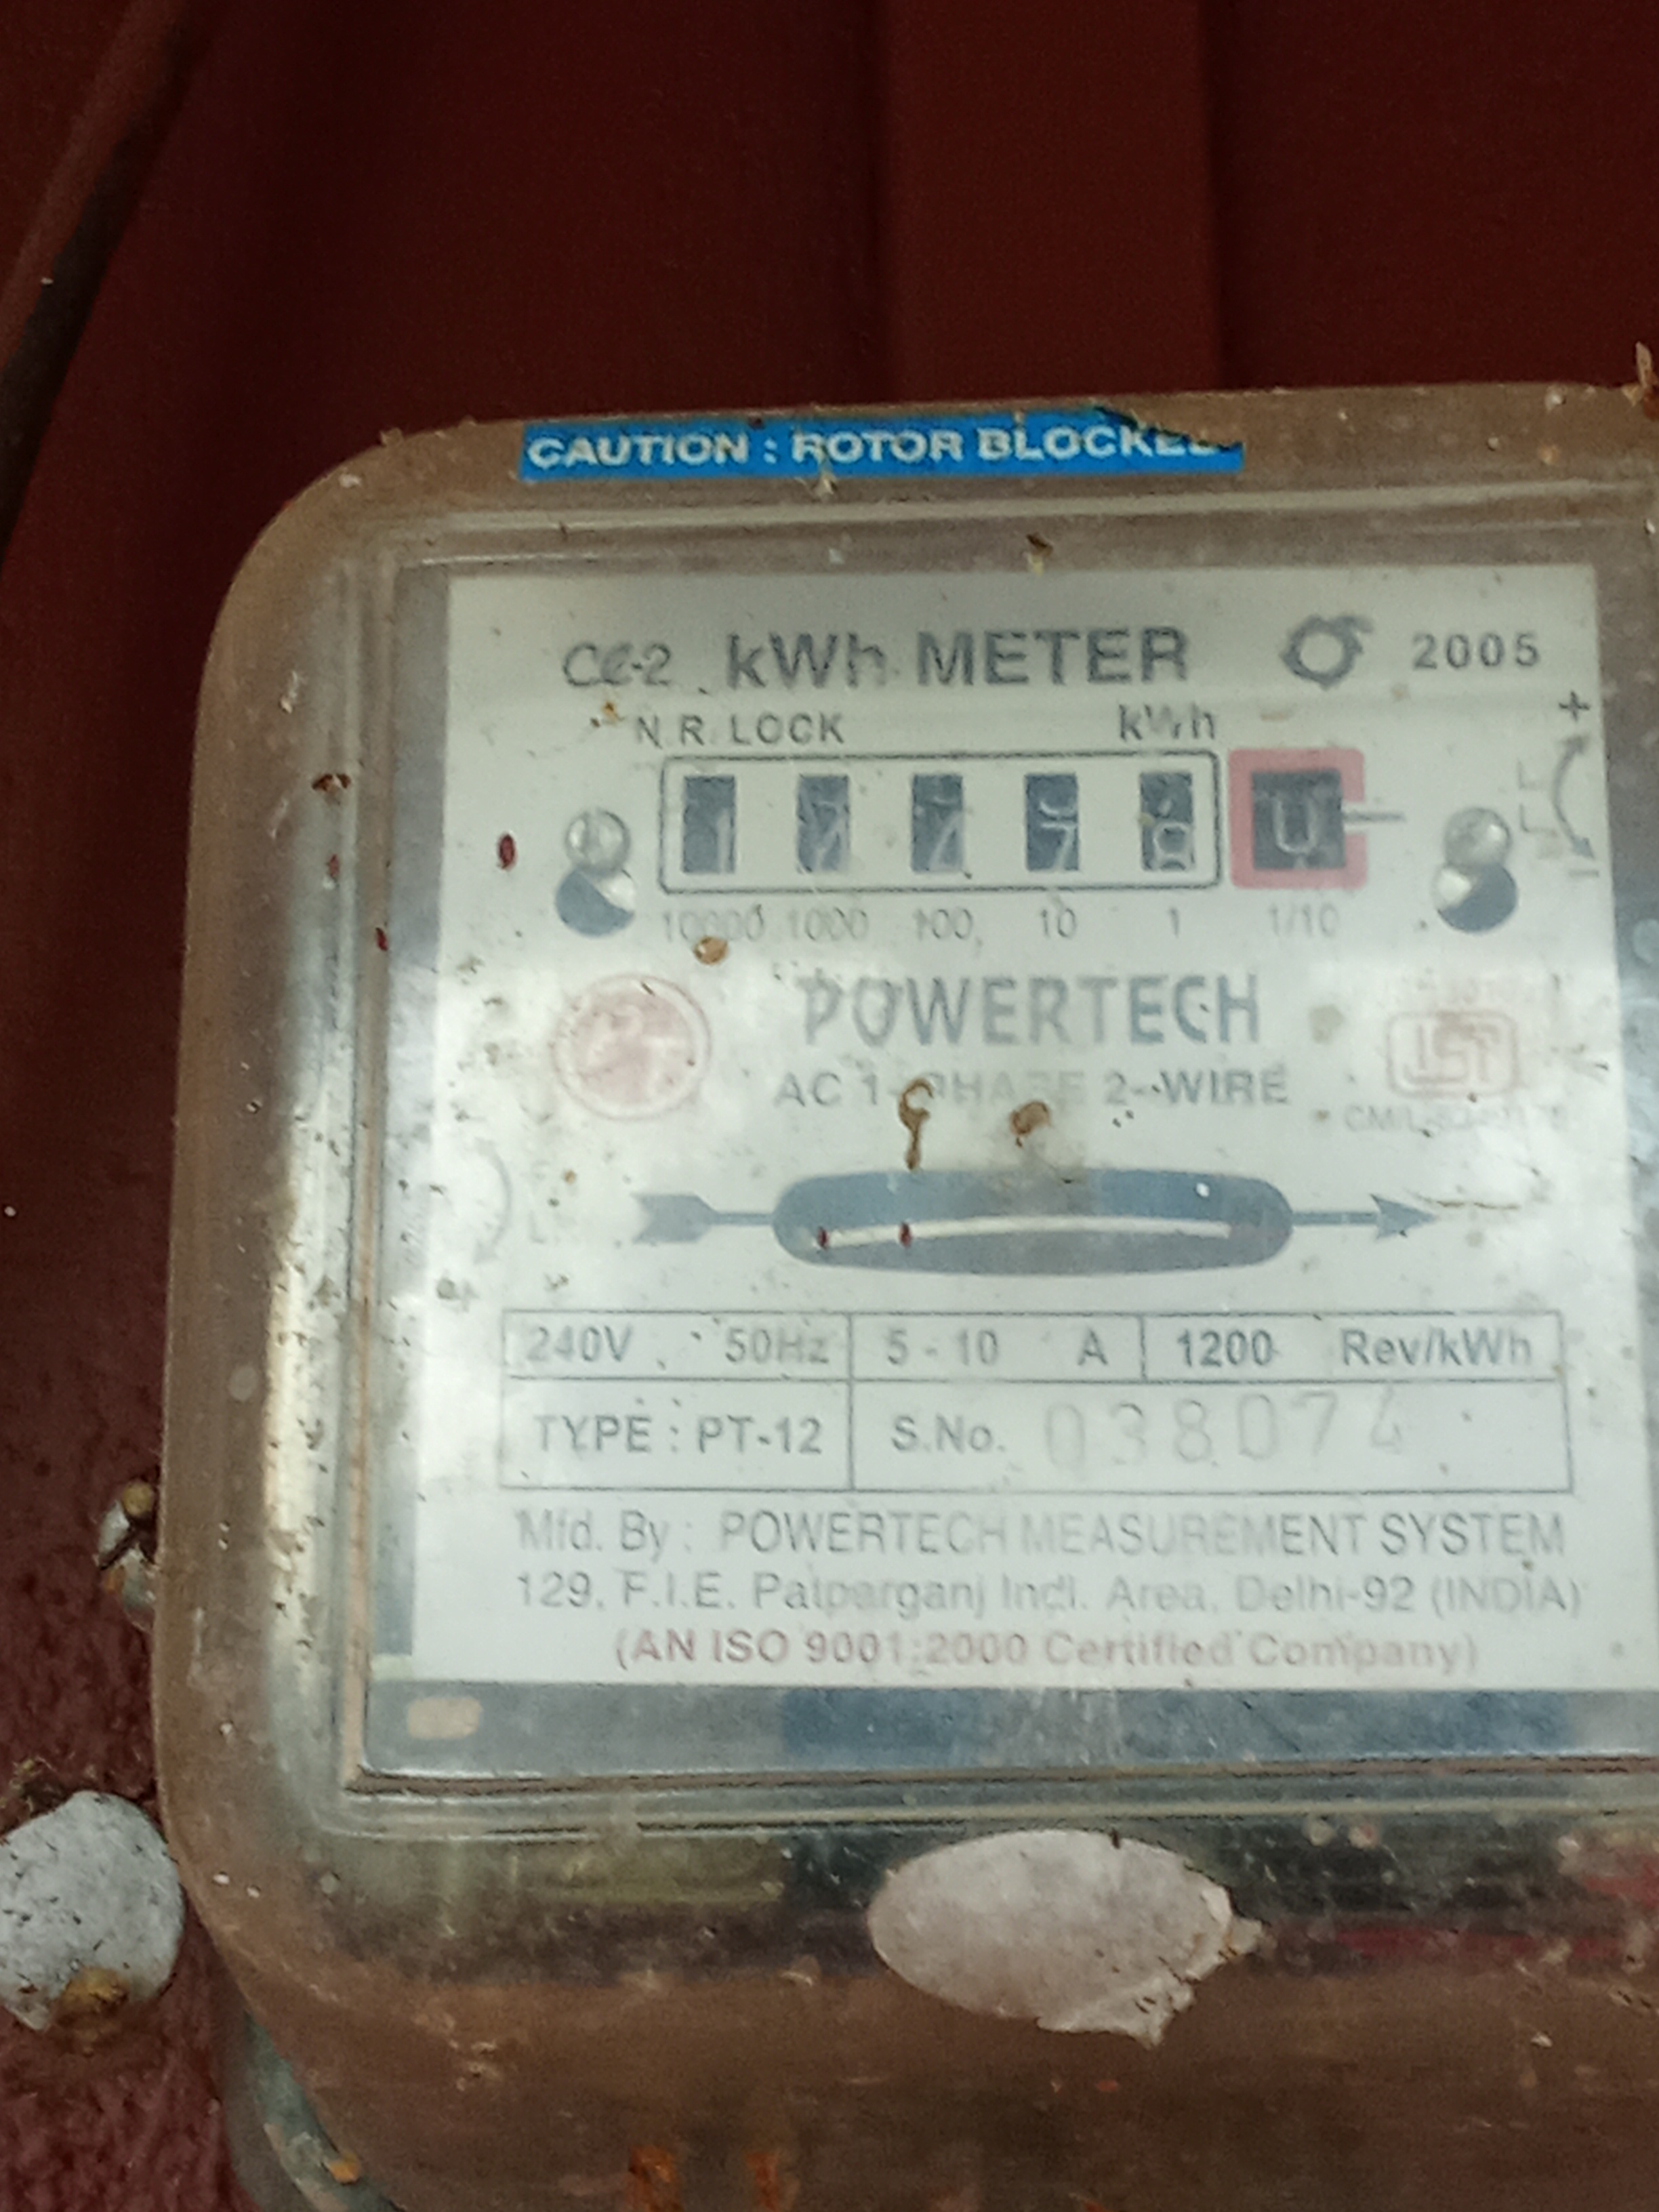 CAUTION : ROTOR BLOCKED
CC-2 kWh METER 2005
N.R. LOCK kWh
10000 1000 100 10 1 1/10
POWERTECH
ISI
AC 1-PHASE 2-WIRE
240V 50Hz 5 - 10 A 1200 Rev/kWh
TYPE : PT-12 S.No. 038074
Mfd. By : POWERTECH MEASUREMENT SYSTEM
129, F.I.E. Patparganj Indl. Area, Delhi-92 (INDIA)
(AN ISO 9001:2000 Certified Company)